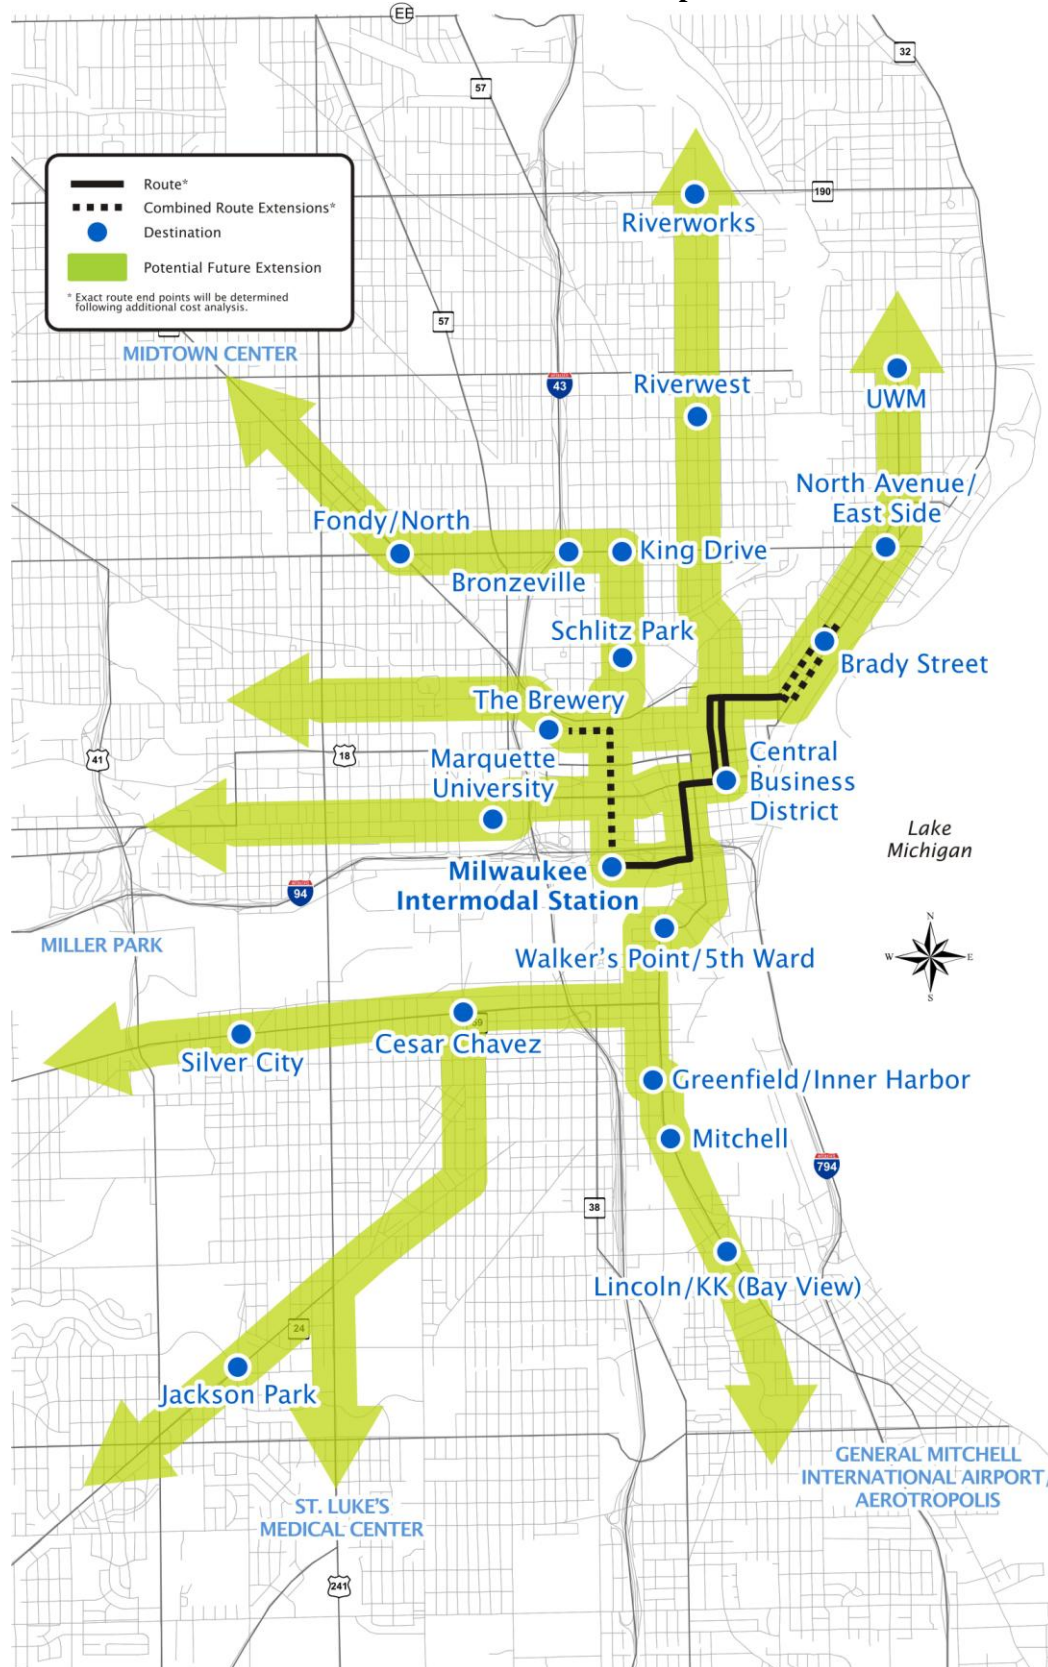 EE
32
57
Route*
Combined Route Extensions*
Destination
Potential Future Extension
* Exact route end points will be determined
following additional cost analysis.
190
Riverworks
57
MIDTOWN CENTER
43
Riverwest
UWM
North Avenue/
East Side
Fondy/North
King Drive
Bronzeville
Schlitz Park
Brady Street
The Brewery
41
18
Marquette
University
Central
Business
District
Lake
Michigan
Milwaukee
Intermodal Station
94
MILLER PARK
N
W
E
S
Walker's Point/5th Ward
Cesar Chavez
Silver City
Greenfield/Inner Harbor
Mitchell
794
38
Lincoln/KK (Bay View)
24
Jackson Park
GENERAL MITCHELL
INTERNATIONAL AIRPORT/
AEROTROPOLIS
ST. LUKE'S
MEDICAL CENTER
241